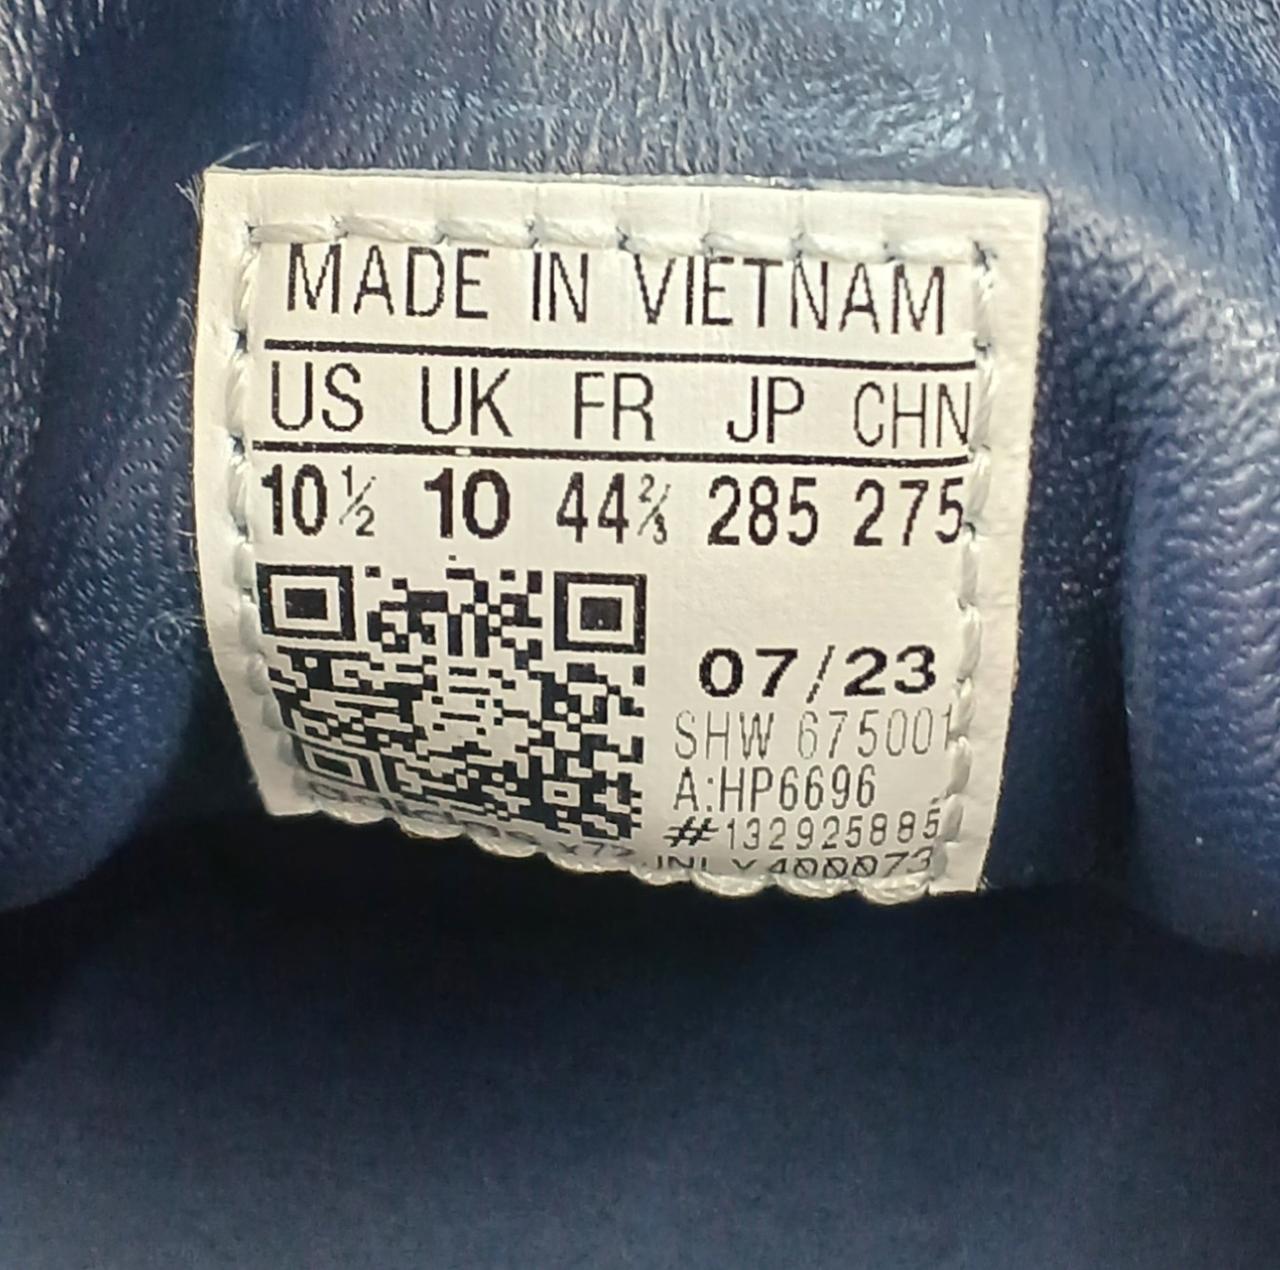 MADE IN VIETNAM
US UK FR JP CHN
10½ 10 44⅔ 285 275
07/23
SHW 675001
A:HP6696
#132925885